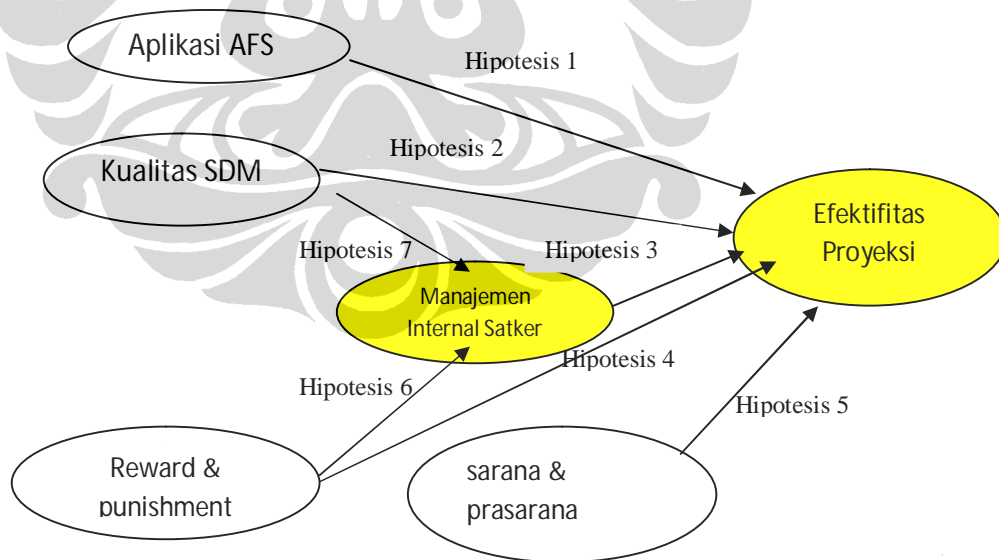 Aplikasi AFS
Hipotesis 1
Hipotesis 2
Kualitas SDM
Efektifitas
Proyeksi
Hipotesis 7
Hipotesis 3
Manajemen
Internal Satker
Hipotesis 4
Hipotesis 6
Hipotesis 5
Reward &
punishment
sarana &
prasarana